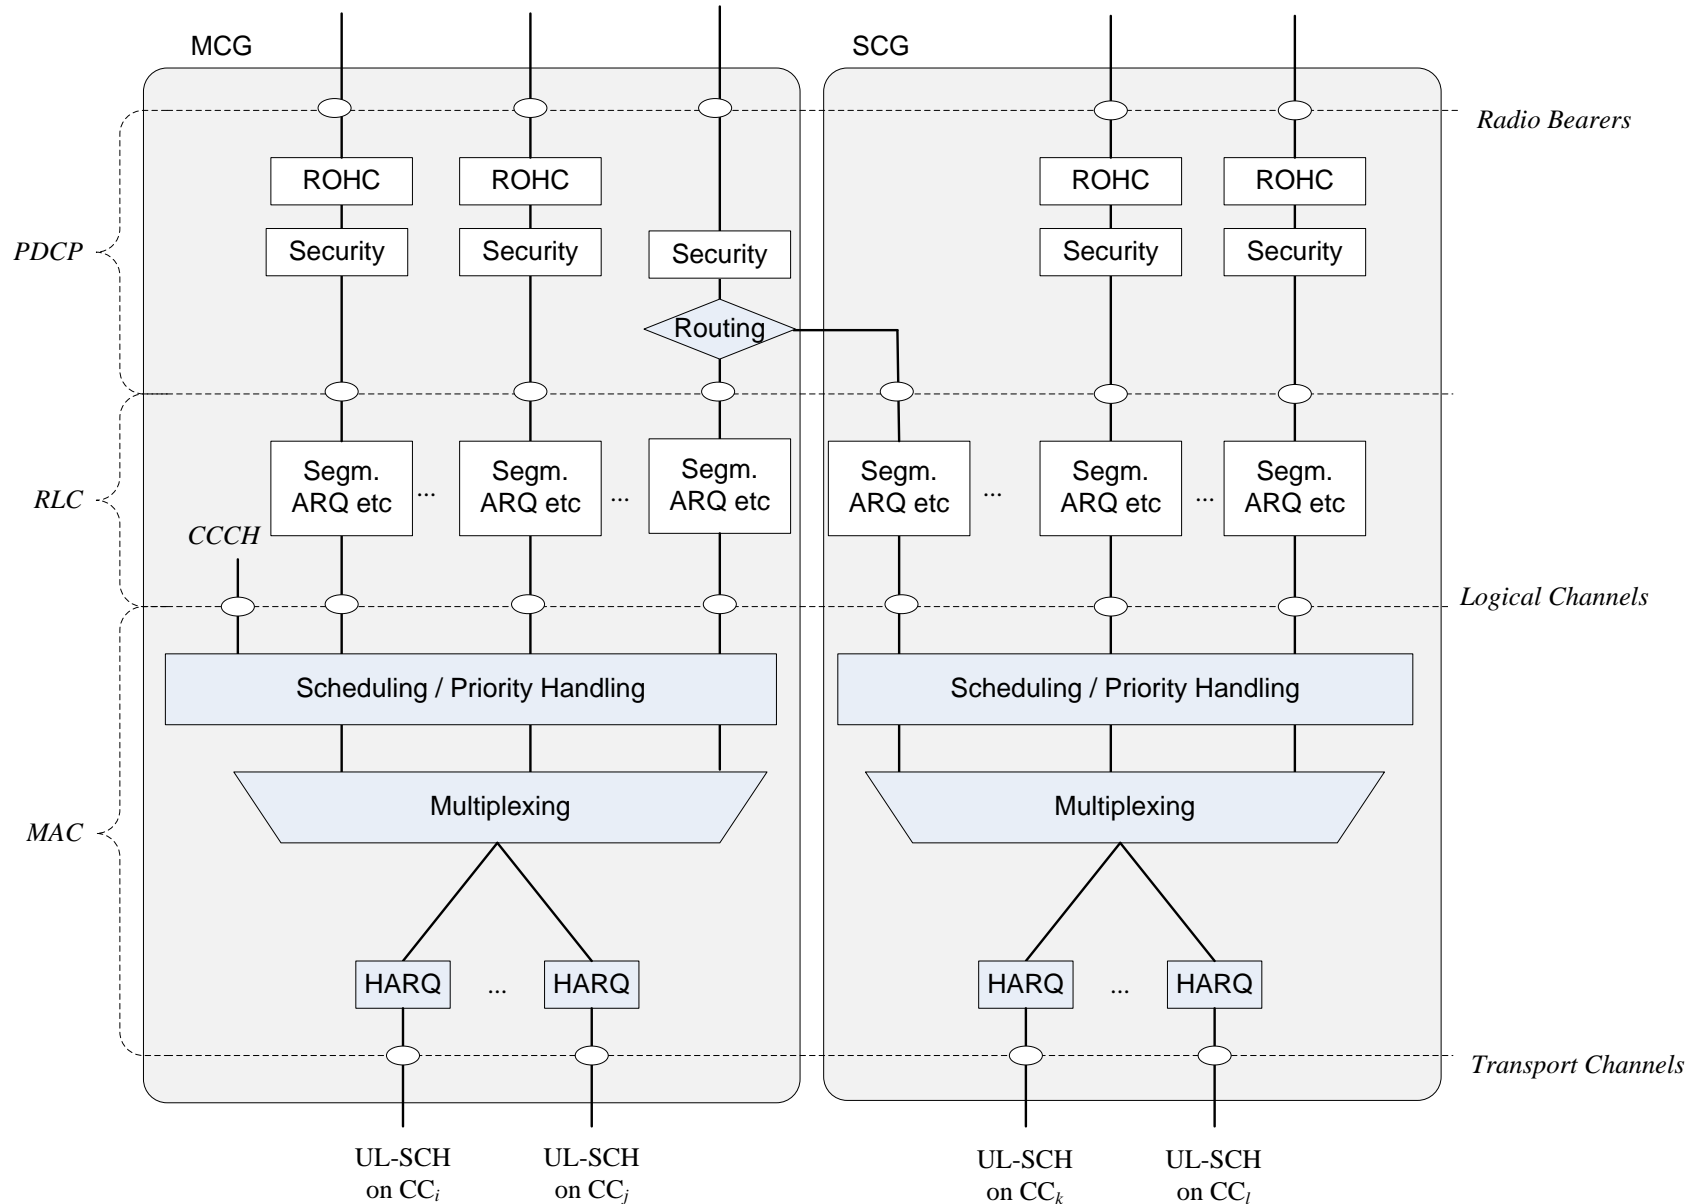 MCG
SCG
Radio Bearers
ROHC
ROHC
ROHC
ROHC
PDCP
Security
Security
Security
Security
Security
Routing
RLC
Segm.
ARQ etc
...
Segm.
ARQ etc
...
Segm.
ARQ etc
Segm.
ARQ etc
...
Segm.
ARQ etc
...
Segm.
ARQ etc
CCCH
Logical Channels
Scheduling / Priority Handling
Scheduling / Priority Handling
MAC
Multiplexing
Multiplexing
HARQ
...
HARQ
HARQ
...
HARQ
Transport Channels
UL-SCH
on CCi
UL-SCH
on CCj
UL-SCH
on CCk
UL-SCH
on CCl